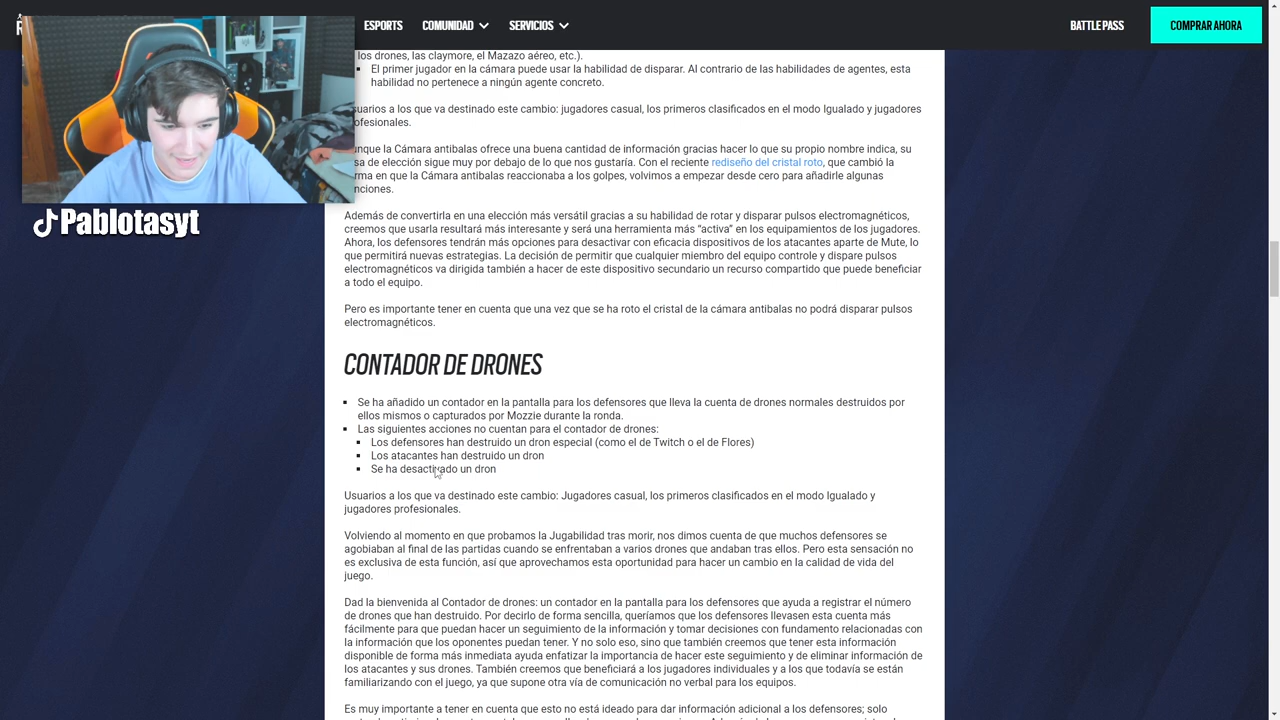 R
ESPORTS COMUNIDAD SERVICIOS BATTLE PASS COMPRAR AHORA
los drones, las claymore, el Mazazo aéreo, etc.).
El primer jugador en la cámara puede usar la habilidad de disparar. Al contrario de las habilidades de agentes, esta
habilidad no pertenece a ningún agente concreto.
suarios a los que va destinado este cambio: jugadores casual, los primeros clasificados en el modo Igualado y jugadores
ofesionales.
unque la Cámara antibalas ofrece una buena cantidad de información gracias hacer lo que su propio nombre indica, su
sa de elección sigue muy por debajo de lo que nos gustaría. Con el reciente rediseño del cristal roto, que cambió la
rma en que la Cámara antibalas reaccionaba a los golpes, volvimos a empezar desde cero para añadirle algunas
nciones.
Pablotasyt
Además de convertirla en una elección más versátil gracias a su habilidad de rotar y disparar pulsos electromagnéticos,
creemos que usarla resultará más interesante y será una herramienta más “activa” en los equipamientos de los jugadores.
Ahora, los defensores tendrán más opciones para desactivar con eficacia dispositivos de los atacantes aparte de Mute, lo
que permitirá nuevas estrategias. La decisión de permitir que cualquier miembro del equipo controle y dispare pulsos
electromagnéticos va dirigida también a hacer de este dispositivo secundario un recurso compartido que puede beneficiar
a todo el equipo.
Pero es importante tener en cuenta que una vez que se ha roto el cristal de la cámara antibalas no podrá disparar pulsos
electromagnéticos.
CONTADOR DE DRONES
Se ha añadido un contador en la pantalla para los defensores que lleva la cuenta de drones normales destruidos por
ellos mismos o capturados por Mozzie durante la ronda.
Las siguientes acciones no cuentan para el contador de drones:
Los defensores han destruido un dron especial (como el de Twitch o el de Flores)
Los atacantes han destruido un dron
Se ha desactivado un dron
Usuarios a los que va destinado este cambio: Jugadores casual, los primeros clasificados en el modo Igualado y
jugadores profesionales.
Volviendo al momento en que probamos la Jugabilidad tras morir, nos dimos cuenta de que muchos defensores se
agobiaban al final de las partidas cuando se enfrentaban a varios drones que andaban tras ellos. Pero esta sensación no
es exclusiva de esta función, así que aprovechamos esta oportunidad para hacer un cambio en la calidad de vida del
juego.
Dad la bienvenida al Contador de drones: un contador en la pantalla para los defensores que ayuda a registrar el número
de drones que han destruido. Por decirlo de forma sencilla, queríamos que los defensores llevasen esta cuenta más
fácilmente para que puedan hacer un seguimiento de la información y tomar decisiones con fundamento relacionadas con
la información que los oponentes puedan tener. Y no solo eso, sino que también creemos que tener esta información
disponible de forma más inmediata ayuda enfatizar la importancia de hacer este seguimiento y de eliminar información de
los atacantes y sus drones. También creemos que beneficiará a los jugadores individuales y a los que todavía se están
familiarizando con el juego, ya que supone otra vía de comunicación no verbal para los equipos.
Es muy importante a tener en cuenta que esto no está ideado para dar información adicional a los defensores; solo